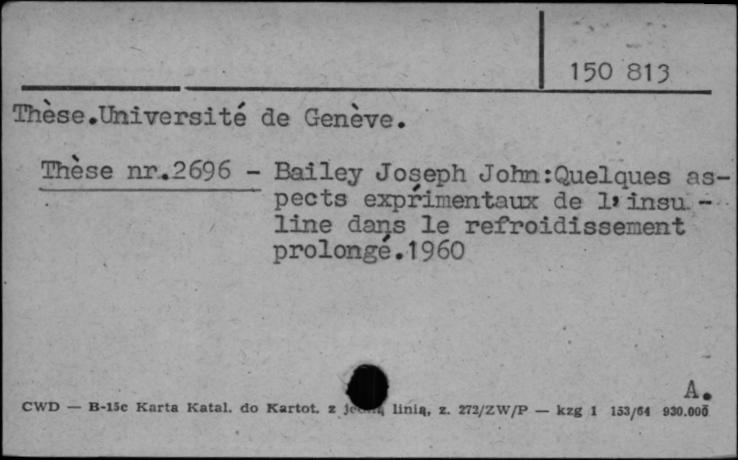 150 813
Thèse.Université de Genève.
Thèse nr.2696 - Bailey Joseph John:Quelques as-
pects exprimentaux de l'insu-
line dans le refroidissement
prolongé.1960
A.
CWD — B-15c Karta Katal. do Kartot. z linią, z. 272/ZW/P — kzg 1 153/64 930.000